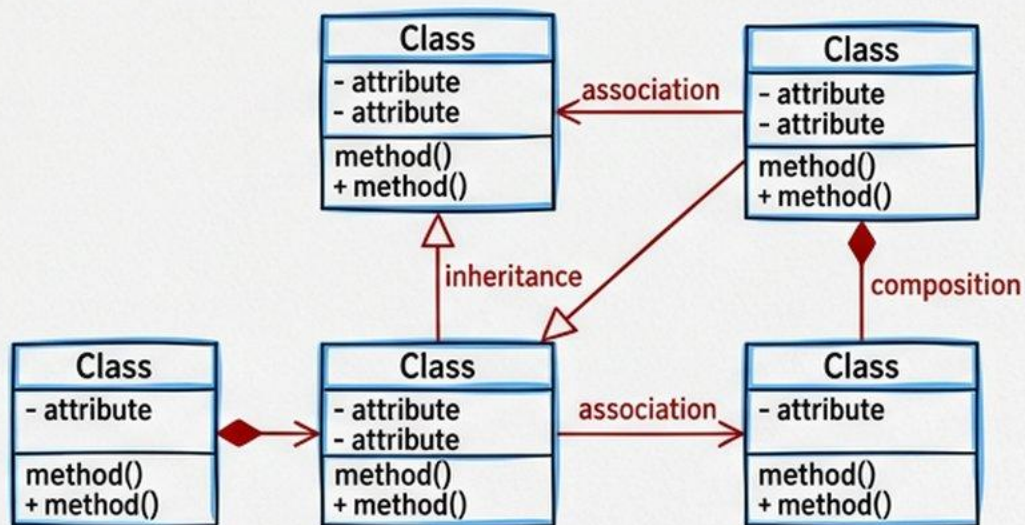 Class
- attribute
- attribute
method()
+ method()
association
Class
- attribute
- attribute
method()
+ method()
inheritance
composition
Class
- attribute
method()
+ method()
Class
- attribute
- attribute
method()
+ method()
association
Class
- attribute
method()
+ method()